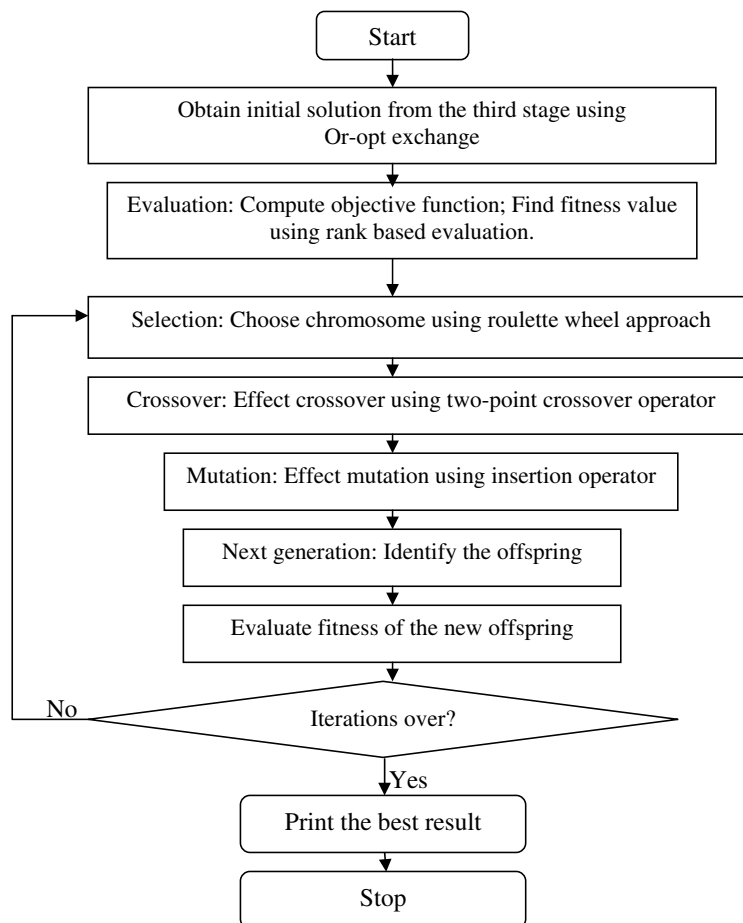 Start
Obtain initial solution from the third stage using
Or-opt exchange
Evaluation: Compute objective function; Find fitness value
using rank based evaluation.
Selection: Choose chromosome using roulette wheel approach
Crossover: Effect crossover using two-point crossover operator
Mutation: Effect mutation using insertion operator
Next generation: Identify the offspring
Evaluate fitness of the new offspring
No
Iterations over?
Yes
Print the best result
Stop